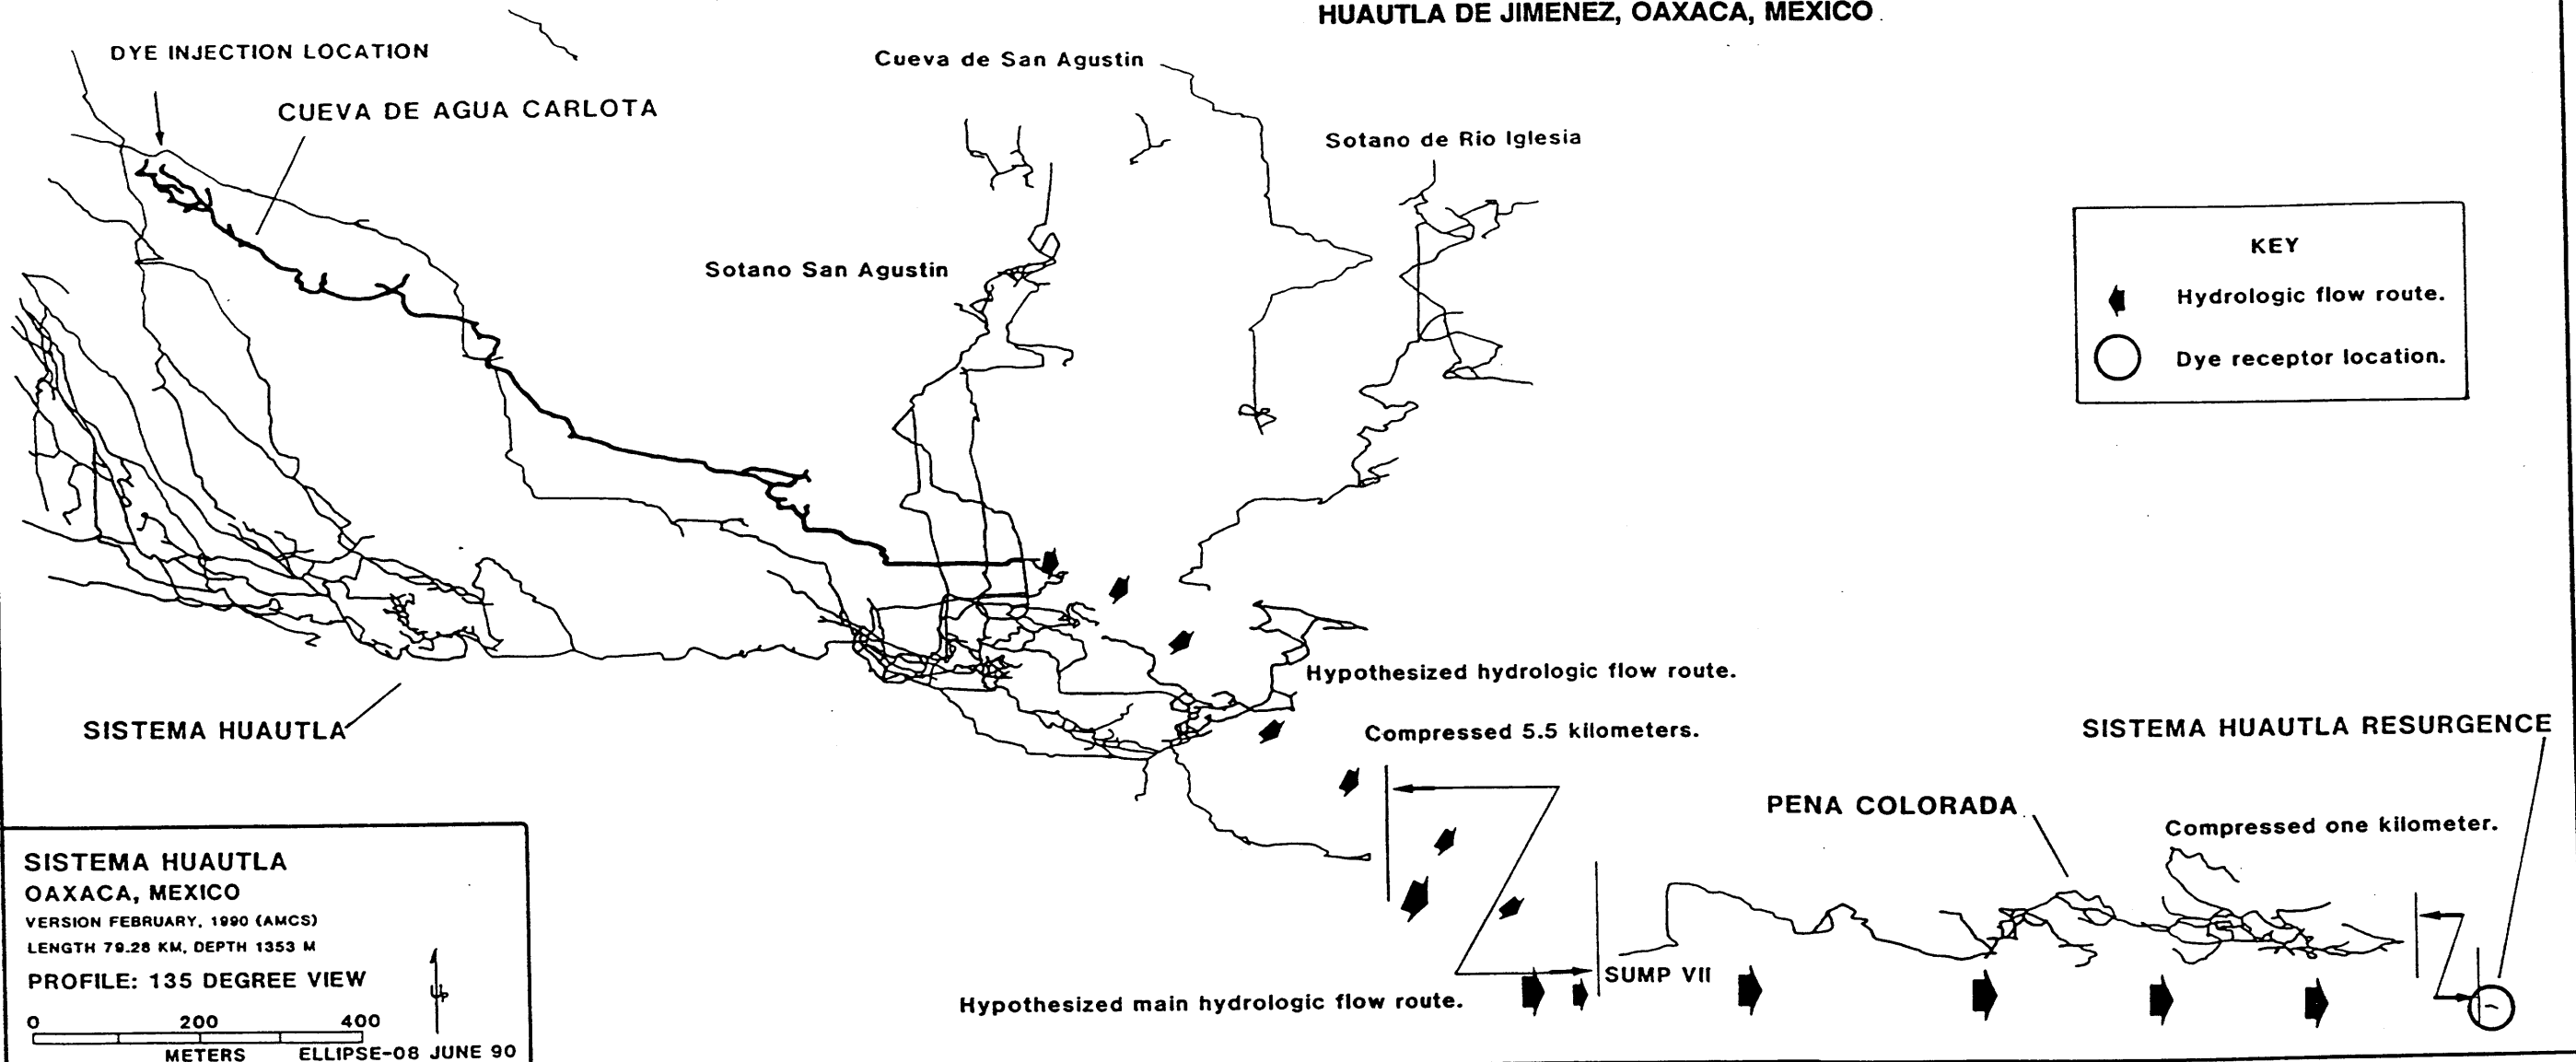 HUAUTLA DE JIMENEZ, OAXACA, MEXICO
DYE INJECTION LOCATION
CUEVA DE AGUA CARLOTA
Cueva de San Agustin
Sotano de Rio Iglesia
Sotano San Agustin
KEY
Hydrologic flow route.
Dye receptor location.
Hypothesized hydrologic flow route.
Compressed 5.5 kilometers.
SISTEMA HUAUTLA
SISTEMA HUAUTLA RESURGENCE
PENA COLORADA
Compressed one kilometer.
SUMP VII
Hypothesized main hydrologic flow route.
SISTEMA HUAUTLA
OAXACA, MEXICO
VERSION FEBRUARY, 1990 (AMCS)
LENGTH 79.28 KM, DEPTH 1353 M
PROFILE: 135 DEGREE VIEW
Up
0 200 400
METERS
ELLIPSE-08 JUNE 90